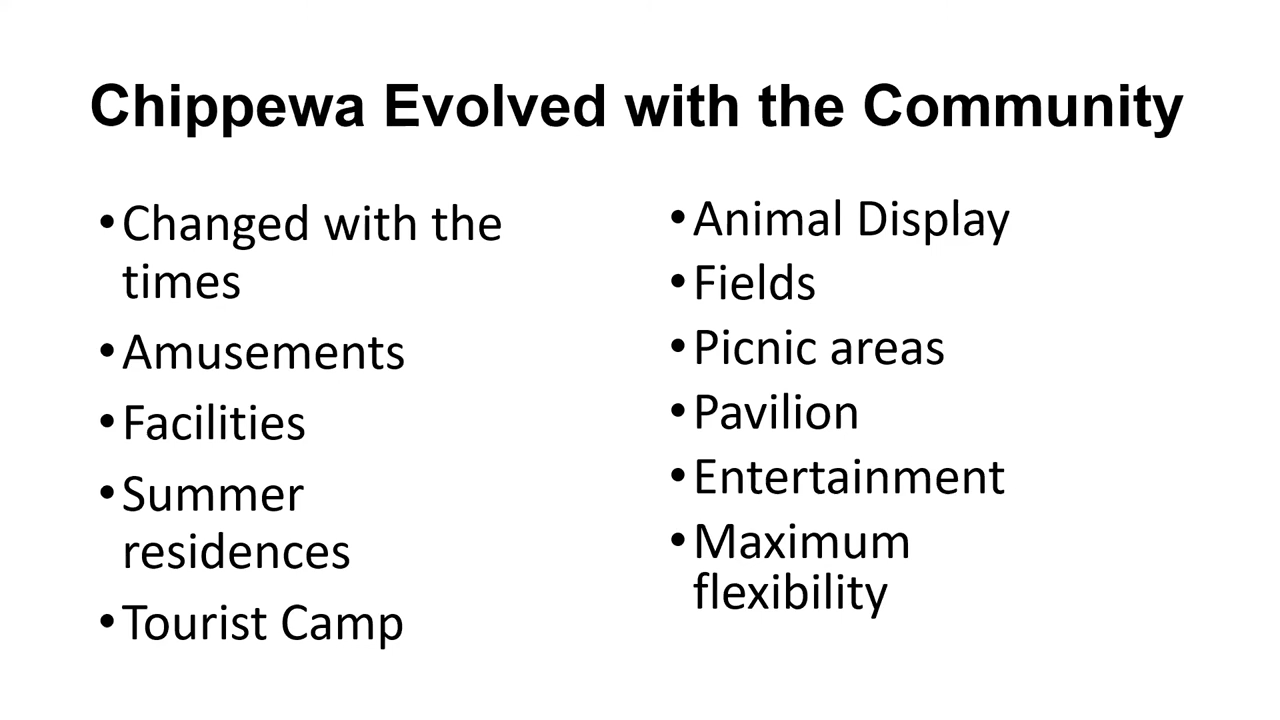 Chippewa Evolved with the Community
•Changed with the
times
•Amusements
•Facilities
•Summer
residences
•Tourist Camp
•Animal Display
•Fields
•Picnic areas
•Pavilion
•Entertainment
•Maximum
flexibility